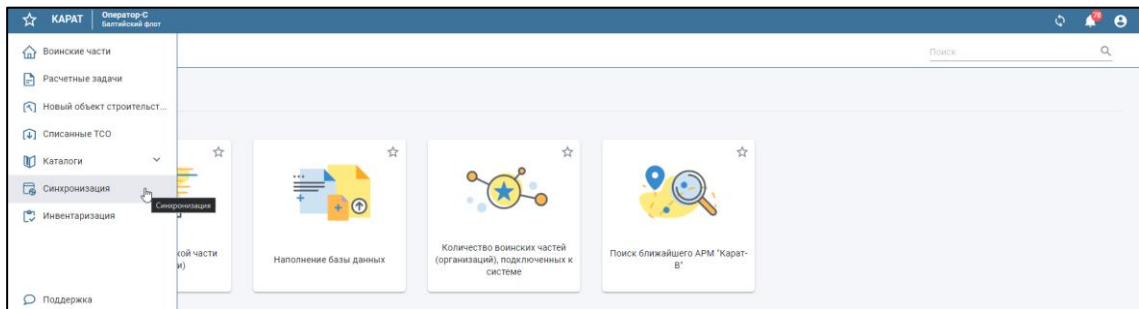 КАРАТ
Оператор-С
Балтийский флот
78
Воинские части
Поиск
Расчетные задачи
Новый объект строительст...
Списанные ТСО
Каталоги
Синхронизация
Синхронизация
Инвентаризация
кой части
и)
Наполнение базы данных
Количество воинских частей
(организаций), подключенных к
системе
Поиск ближайшего АРМ "Карат-
В"
Поддержка